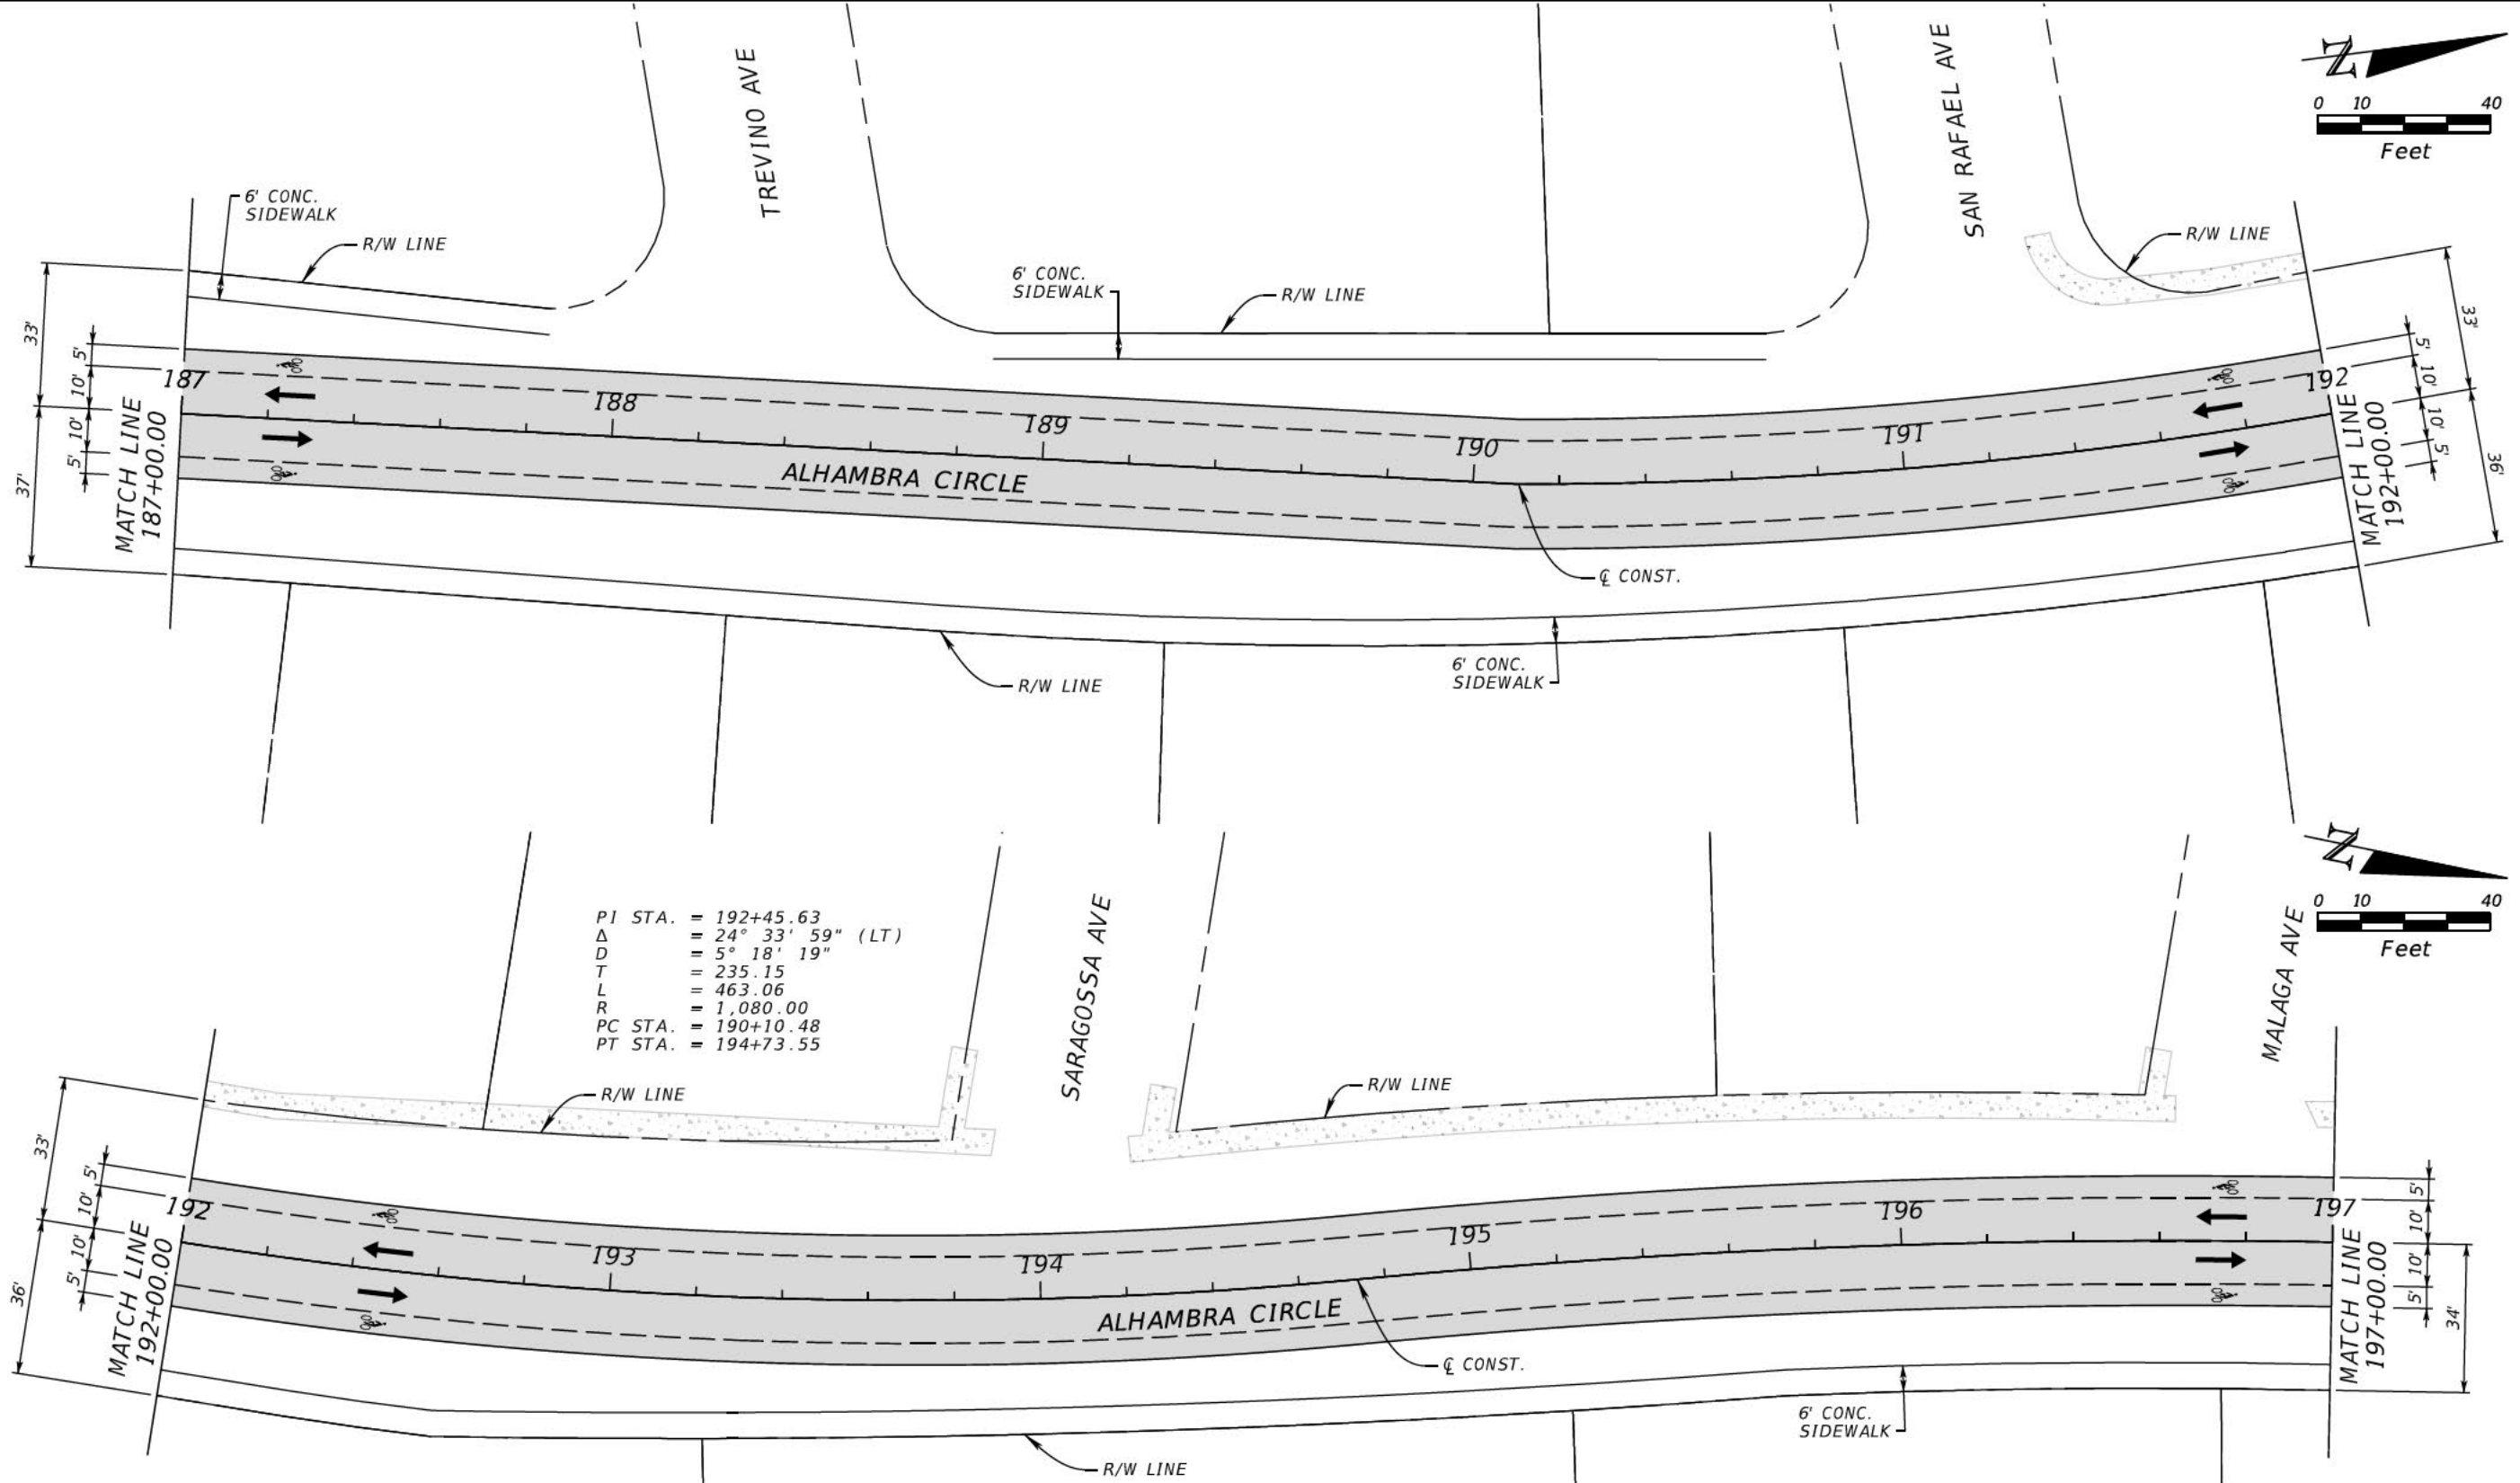 TREVINO AVE
SAN RAFAEL AVE
N
0 10 40
Feet
6' CONC.
SIDEWALK
R/W LINE
6' CONC.
SIDEWALK
R/W LINE
R/W LINE
33'
37'
5'
10'
10'
5'
MATCH LINE
187+00.00
187
188
189
190
191
192
ALHAMBRA CIRCLE
℄ CONST.
R/W LINE
6' CONC.
SIDEWALK
MATCH LINE
192+00.00
5'
10'
10'
5'
33'
36'
N
0 10 40
Feet
PI STA. = 192+45.63
Δ = 24° 33' 59" (LT)
D = 5° 18' 19"
T = 235.15
L = 463.06
R = 1,080.00
PC STA. = 190+10.48
PT STA. = 194+73.55
SARAGOSSA AVE
MALAGA AVE
R/W LINE
R/W LINE
33'
36'
5'
10'
10'
5'
MATCH LINE
192+00.00
192
193
194
195
196
197
ALHAMBRA CIRCLE
℄ CONST.
6' CONC.
SIDEWALK
R/W LINE
MATCH LINE
197+00.00
5'
10'
10'
5'
34'